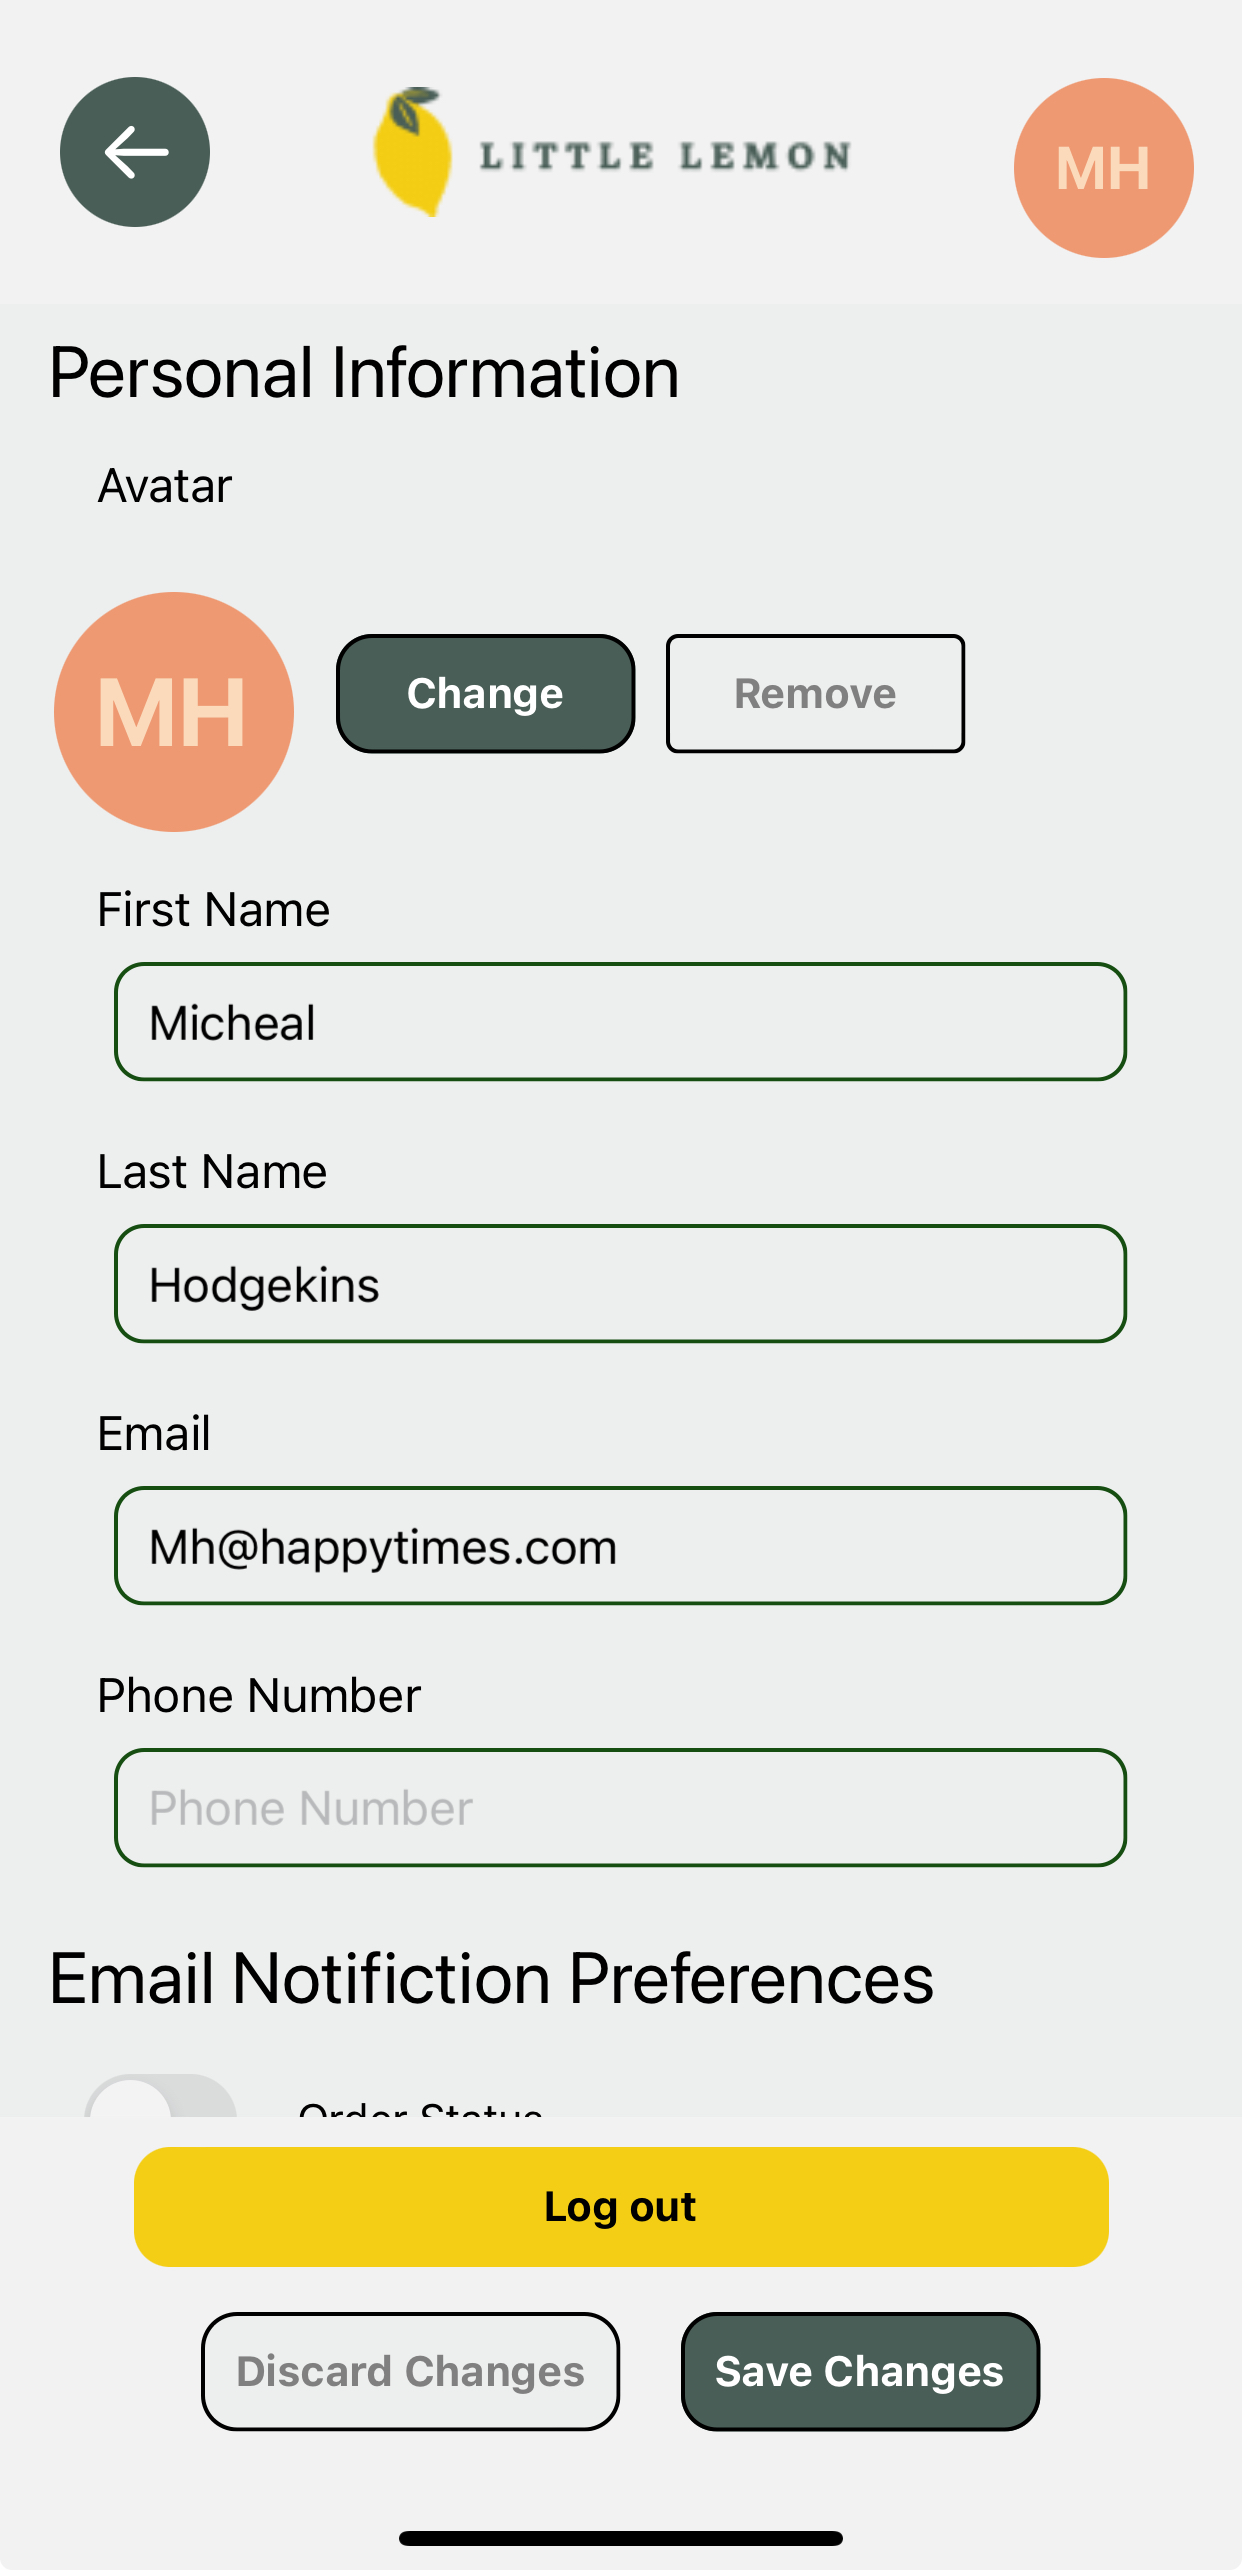 LITTLE LEMON
MH
Personal Information
Avatar
MH
Change
Remove
First Name
Micheal
Last Name
Hodgekins
Email
Mh@happytimes.com
Phone Number
Phone Number
Email Notifiction Preferences
Order Status
Log out
Discard Changes
Save Changes